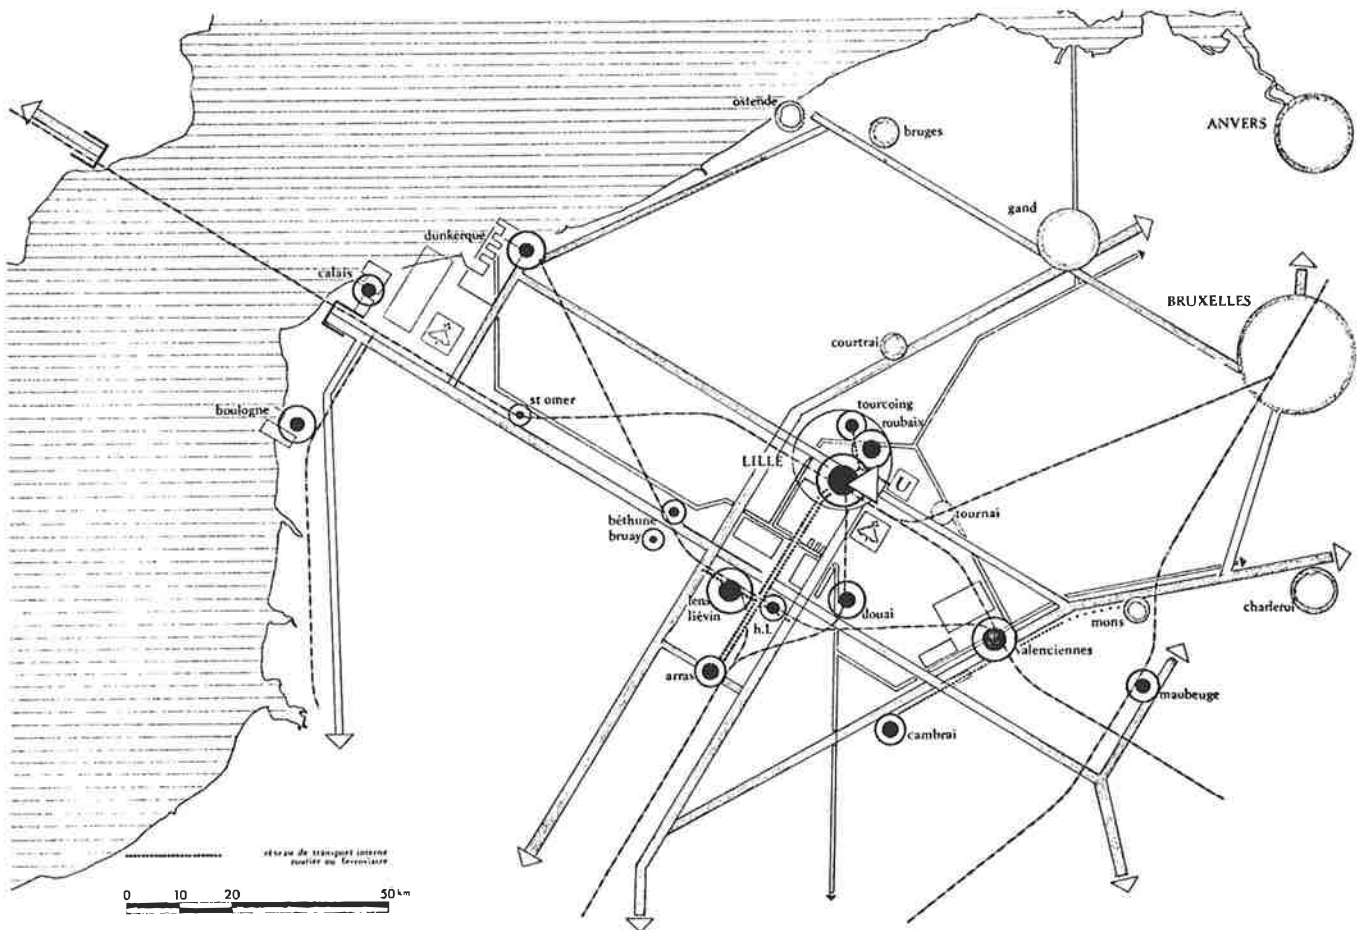 ostende
bruges
ANVERS
gand
dunkerque
calais
BRUXELLES
courtrai
boulogne
st omer
tourcoing
roubaix
LILLE
U
tournai
béthune
bruay
lens
liévin
h.l.
douai
mons
charleroi
valenciennes
arras
maubeuge
cambrai
réseau de transport interne
routier ou ferroviaire
0 10 20 50 km